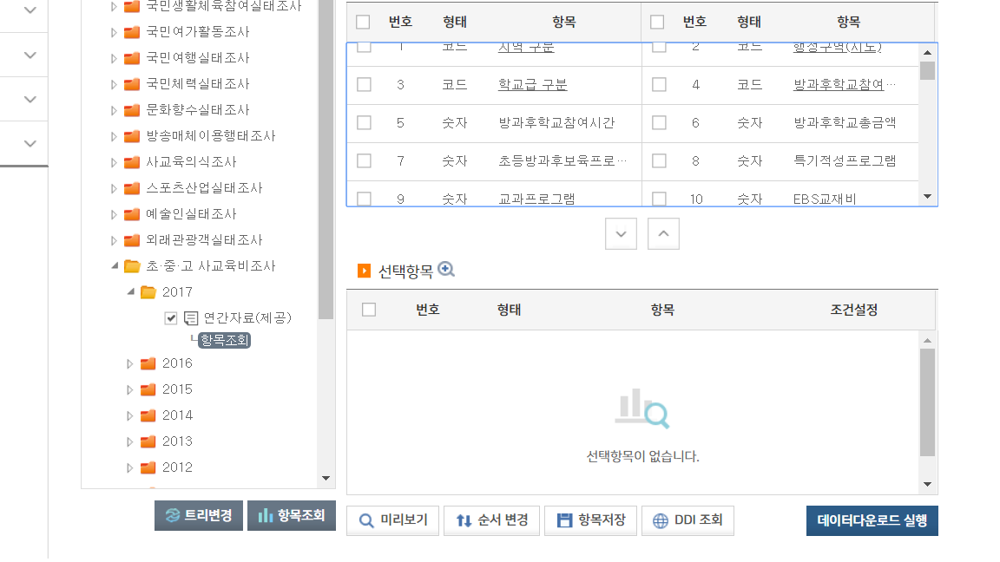 국민생활체육참여실태조사
국민여가활동조사
국민여행실태조사
국민체력실태조사
문화향수실태조사
방송매체이용행태조사
사교육의식조사
스포츠산업실태조사
예술인실태조사
외래관광객실태조사
초·중·고 사교육비조사
2017
연간자료(제공)
항목조회
2016
2015
2014
2013
2012
트리변경
항목조회
번호 형태 항목 번호 형태 항목
1 코드 지역 구분 2 코드 행정구역(시도)
3 코드 학교급 구분 4 코드 방과후학교참여…
5 숫자 방과후학교참여시간 6 숫자 방과후학교총금액
7 숫자 초등방과후보육프로… 8 숫자 특기적성프로그램
9 숫자 교과프로그램 10 숫자 EBS교재비
선택항목
번호 형태 항목 조건설정
선택항목이 없습니다.
미리보기 순서 변경 항목저장 DDI 조회 데이터다운로드 실행